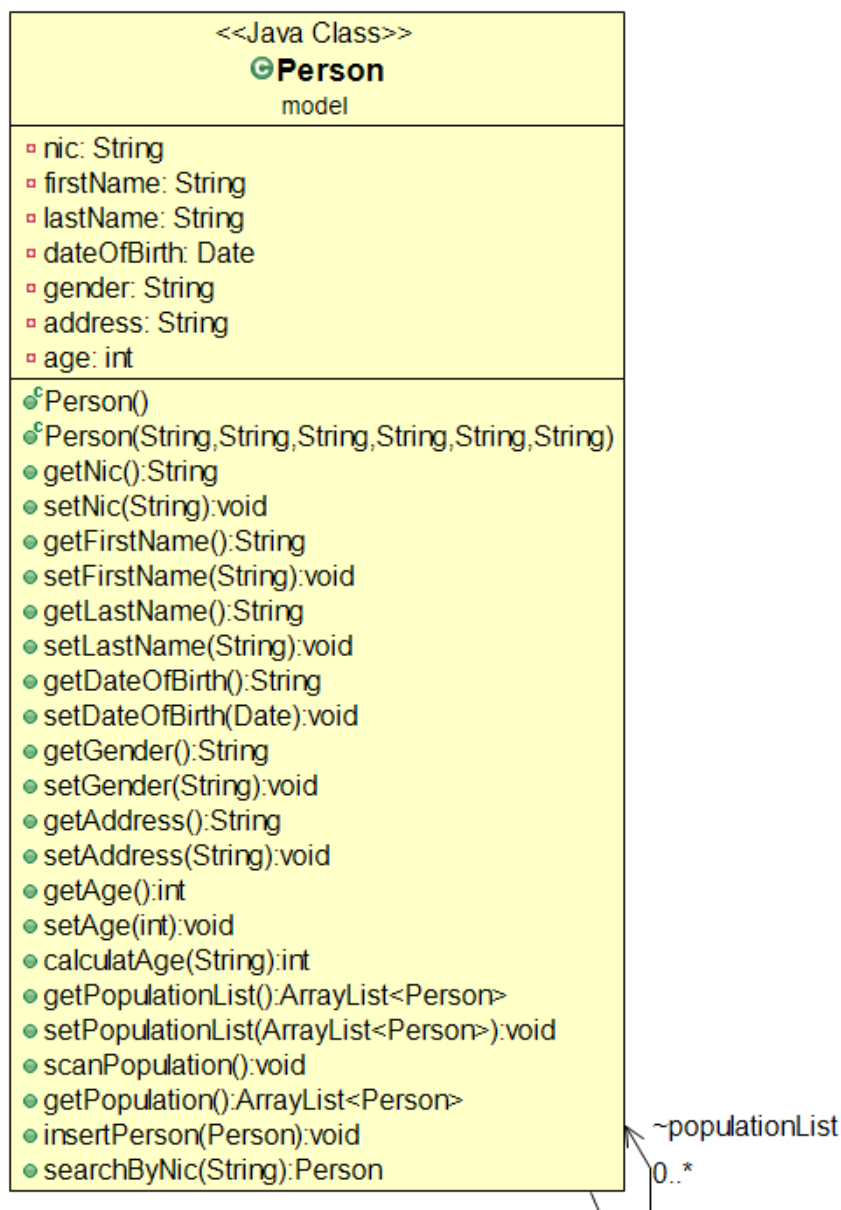 <<Java Class>>
Person
model
nic: String
firstName: String
lastName: String
dateOfBirth: Date
gender: String
address: String
age: int
Person()
Person(String,String,String,String,String,String)
getNic():String
setNic(String):void
getFirstName():String
setFirstName(String):void
getLastName():String
setLastName(String):void
getDateOfBirth():String
setDateOfBirth(Date):void
getGender():String
setGender(String):void
getAddress():String
setAddress(String):void
getAge():int
setAge(int):void
calculatAge(String):int
getPopulationList():ArrayList<Person>
setPopulationList(ArrayList<Person>):void
scanPopulation():void
getPopulation():ArrayList<Person>
insertPerson(Person):void
searchByNic(String):Person
~populationList
0..*